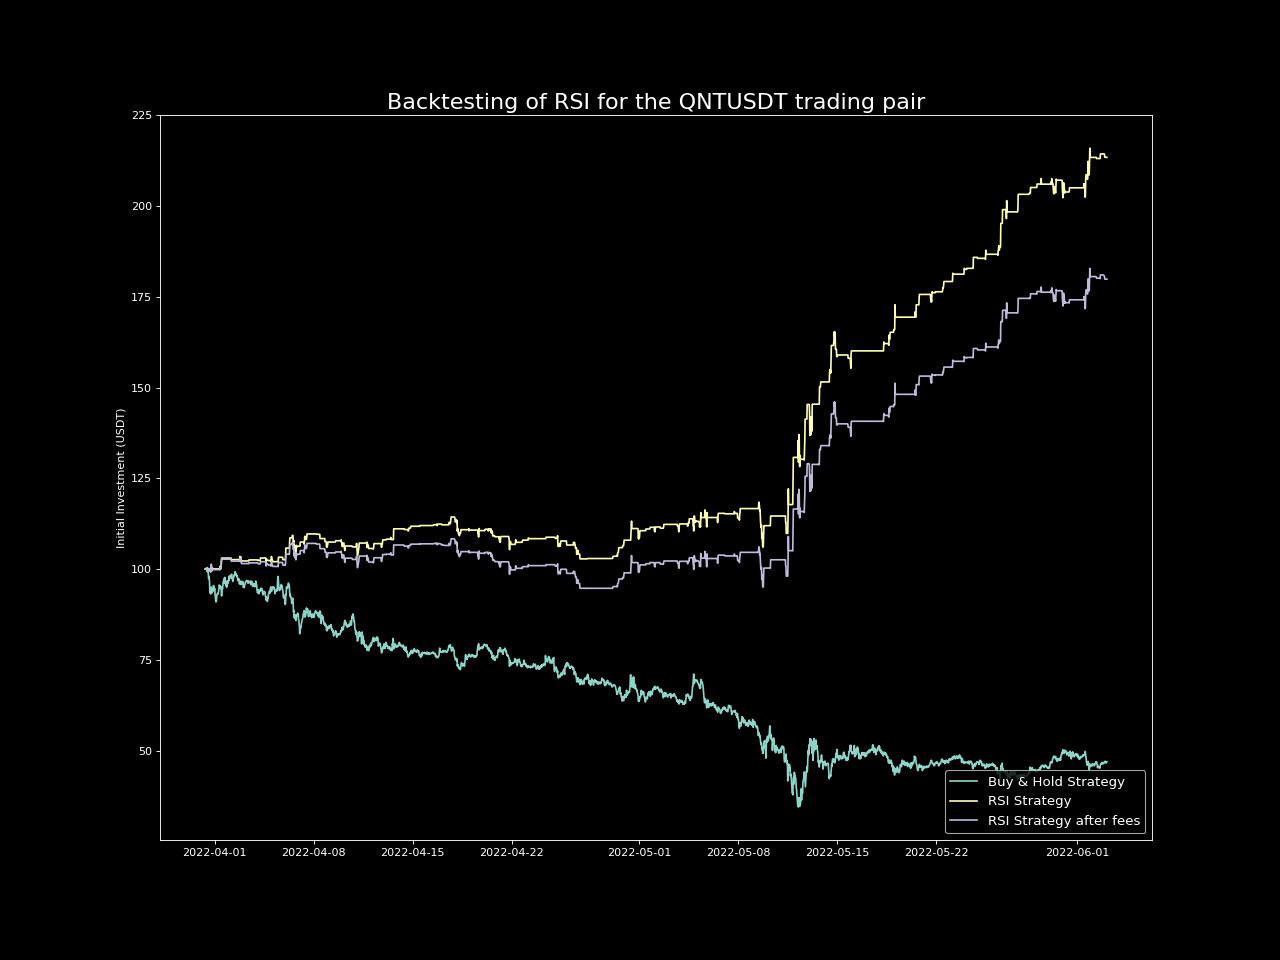 Backtesting of RSI for the QNTUSDT trading pair
225
200
175
150
125
100
75
50
Initial Investment (USDT)
2022-04-01 2022-04-08 2022-04-15 2022-04-22 2022-05-01 2022-05-08 2022-05-15 2022-05-22 2022-06-01
Buy & Hold Strategy
RSI Strategy
RSI Strategy after fees